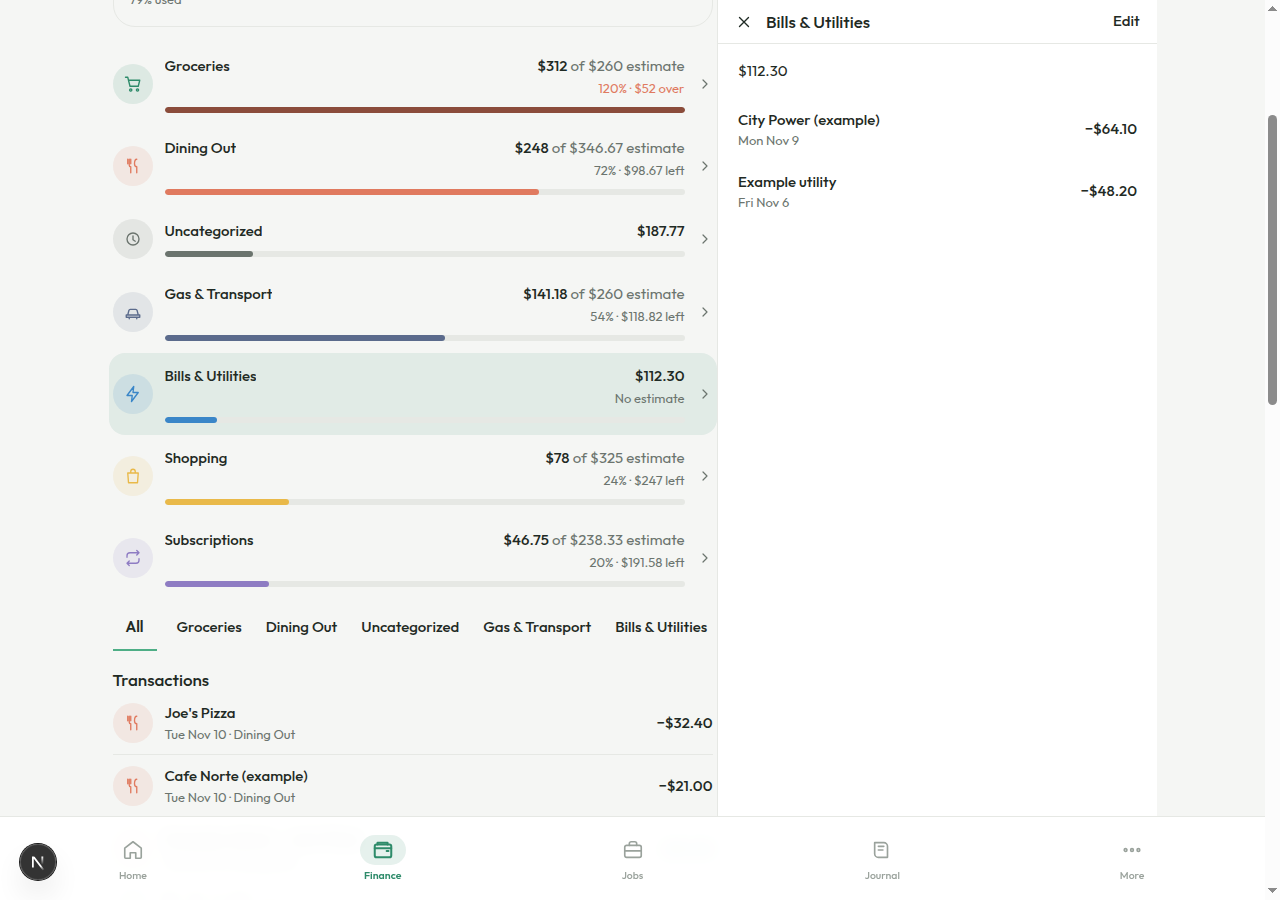 79% used
Groceries
$312 of $260 estimate
120% · $52 over
Dining Out
$248 of $346.67 estimate
72% · $98.67 left
Uncategorized
$187.77
Gas & Transport
$141.18 of $260 estimate
54% · $118.82 left
Bills & Utilities
$112.30
No estimate
Shopping
$78 of $325 estimate
24% · $247 left
Subscriptions
$46.75 of $238.33 estimate
20% · $191.58 left
All Groceries Dining Out Uncategorized Gas & Transport Bills & Utilities
Transactions
Joe's Pizza
Tue Nov 10 · Dining Out
−$32.40
Cafe Norte (example)
Tue Nov 10 · Dining Out
−$21.00
Bills & Utilities
Edit
$112.30
City Power (example)
Mon Nov 9
−$64.10
Example utility
Fri Nov 6
−$48.20
N
Home
Finance
Jobs
Journal
More